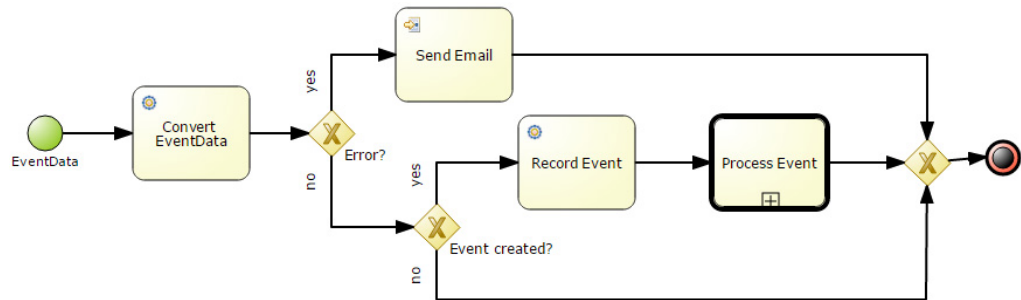 EventData
Convert
EventData
Error?
yes
no
Send Email
Event created?
yes
no
Record Event
Process Event